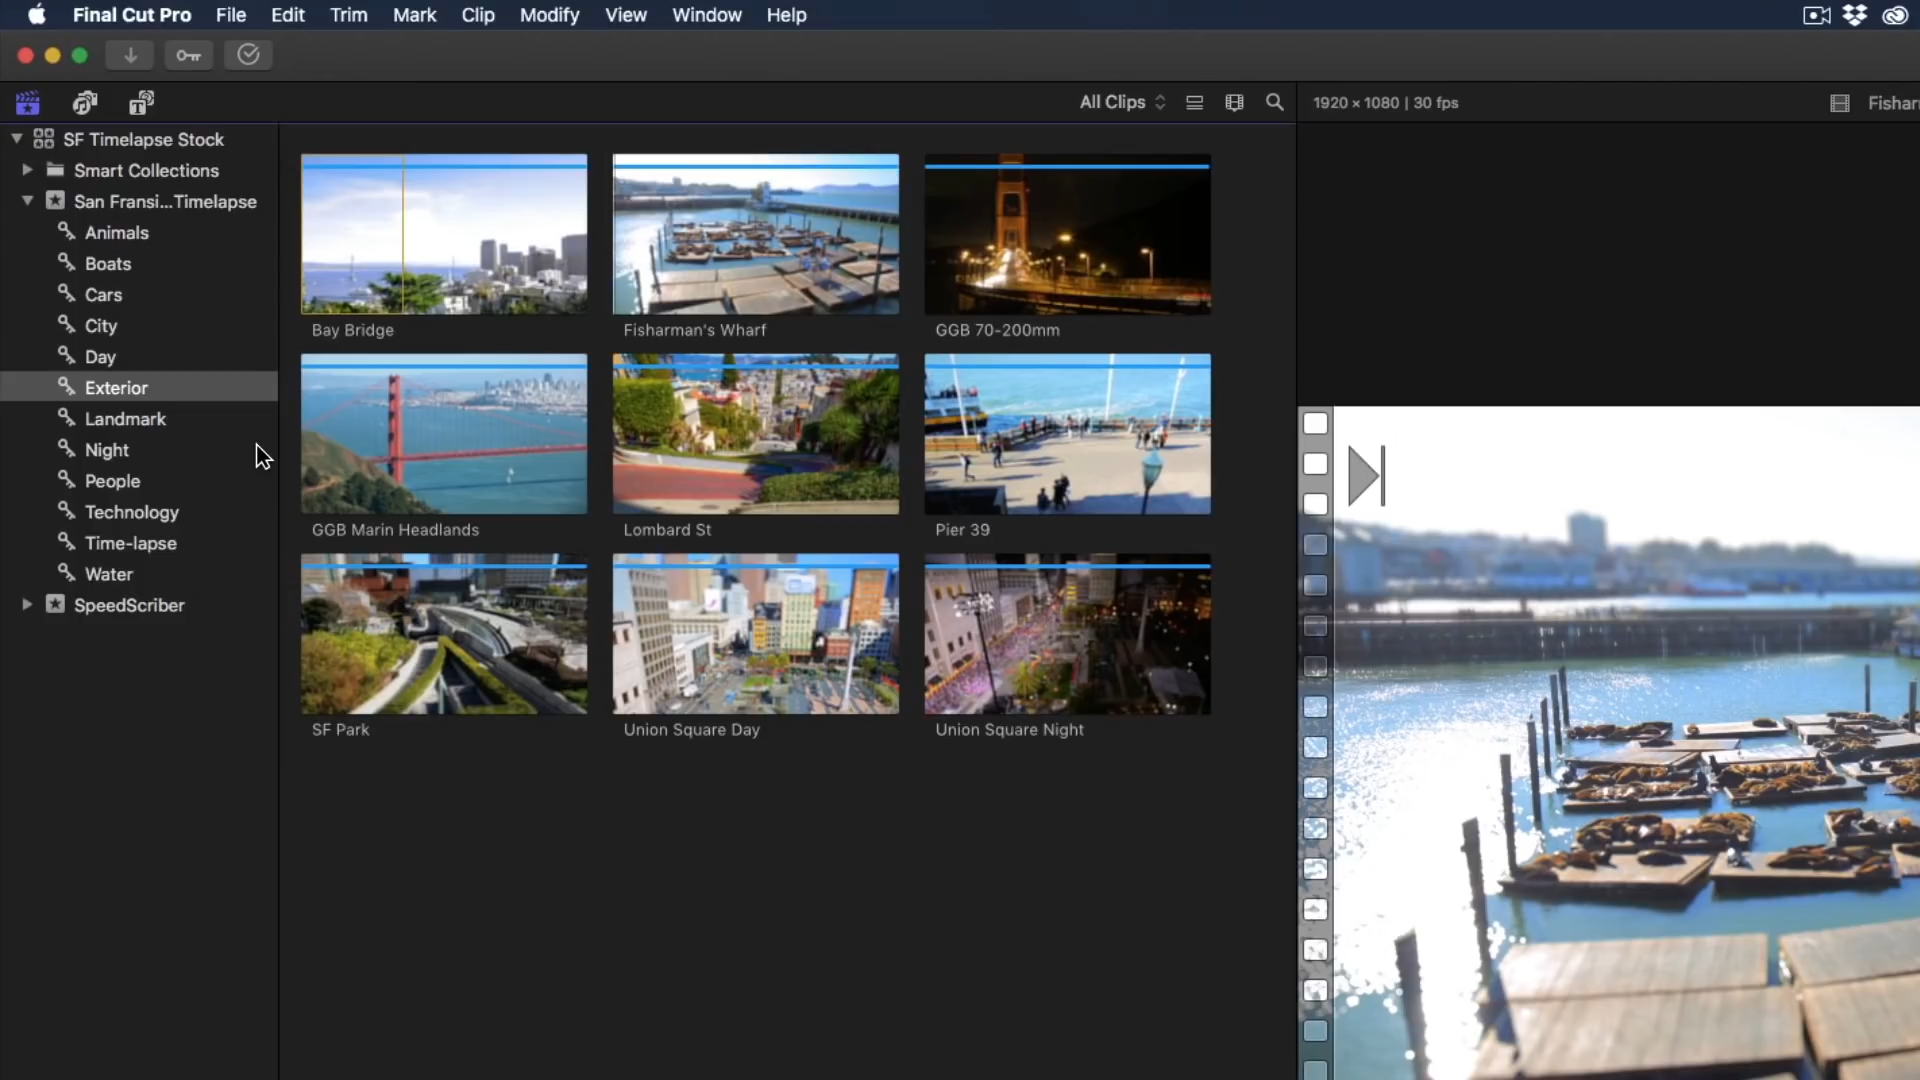 Final Cut Pro File Edit Trim Mark Clip Modify View Window Help
All Clips
1920 × 1080 | 30 fps
Fishar
SF Timelapse Stock
Smart Collections
San Fransi...Timelapse
Animals
Boats
Cars
City
Day
Exterior
Landmark
Night
People
Technology
Time-lapse
Water
SpeedScriber
Bay Bridge
Fisharman's Wharf
GGB 70-200mm
GGB Marin Headlands
Lombard St
Pier 39
SF Park
Union Square Day
Union Square Night